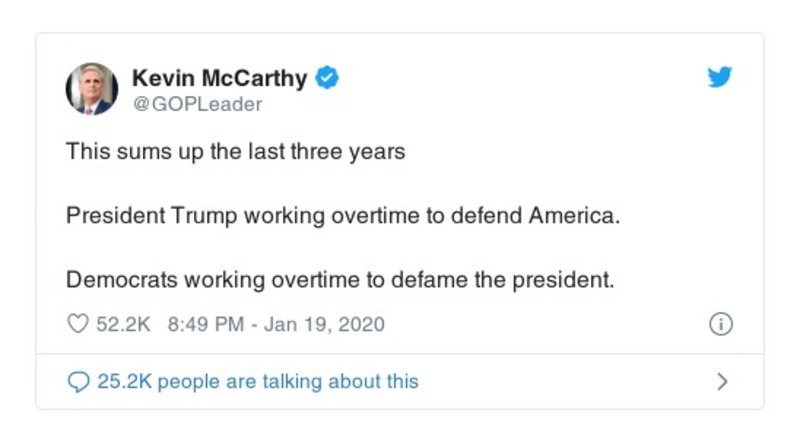 Kevin McCarthy
@GOPLeader
This sums up the last three years
President Trump working overtime to defend America.
Democrats working overtime to defame the president.
52.2K 8:49 PM - Jan 19, 2020
25.2K people are talking about this